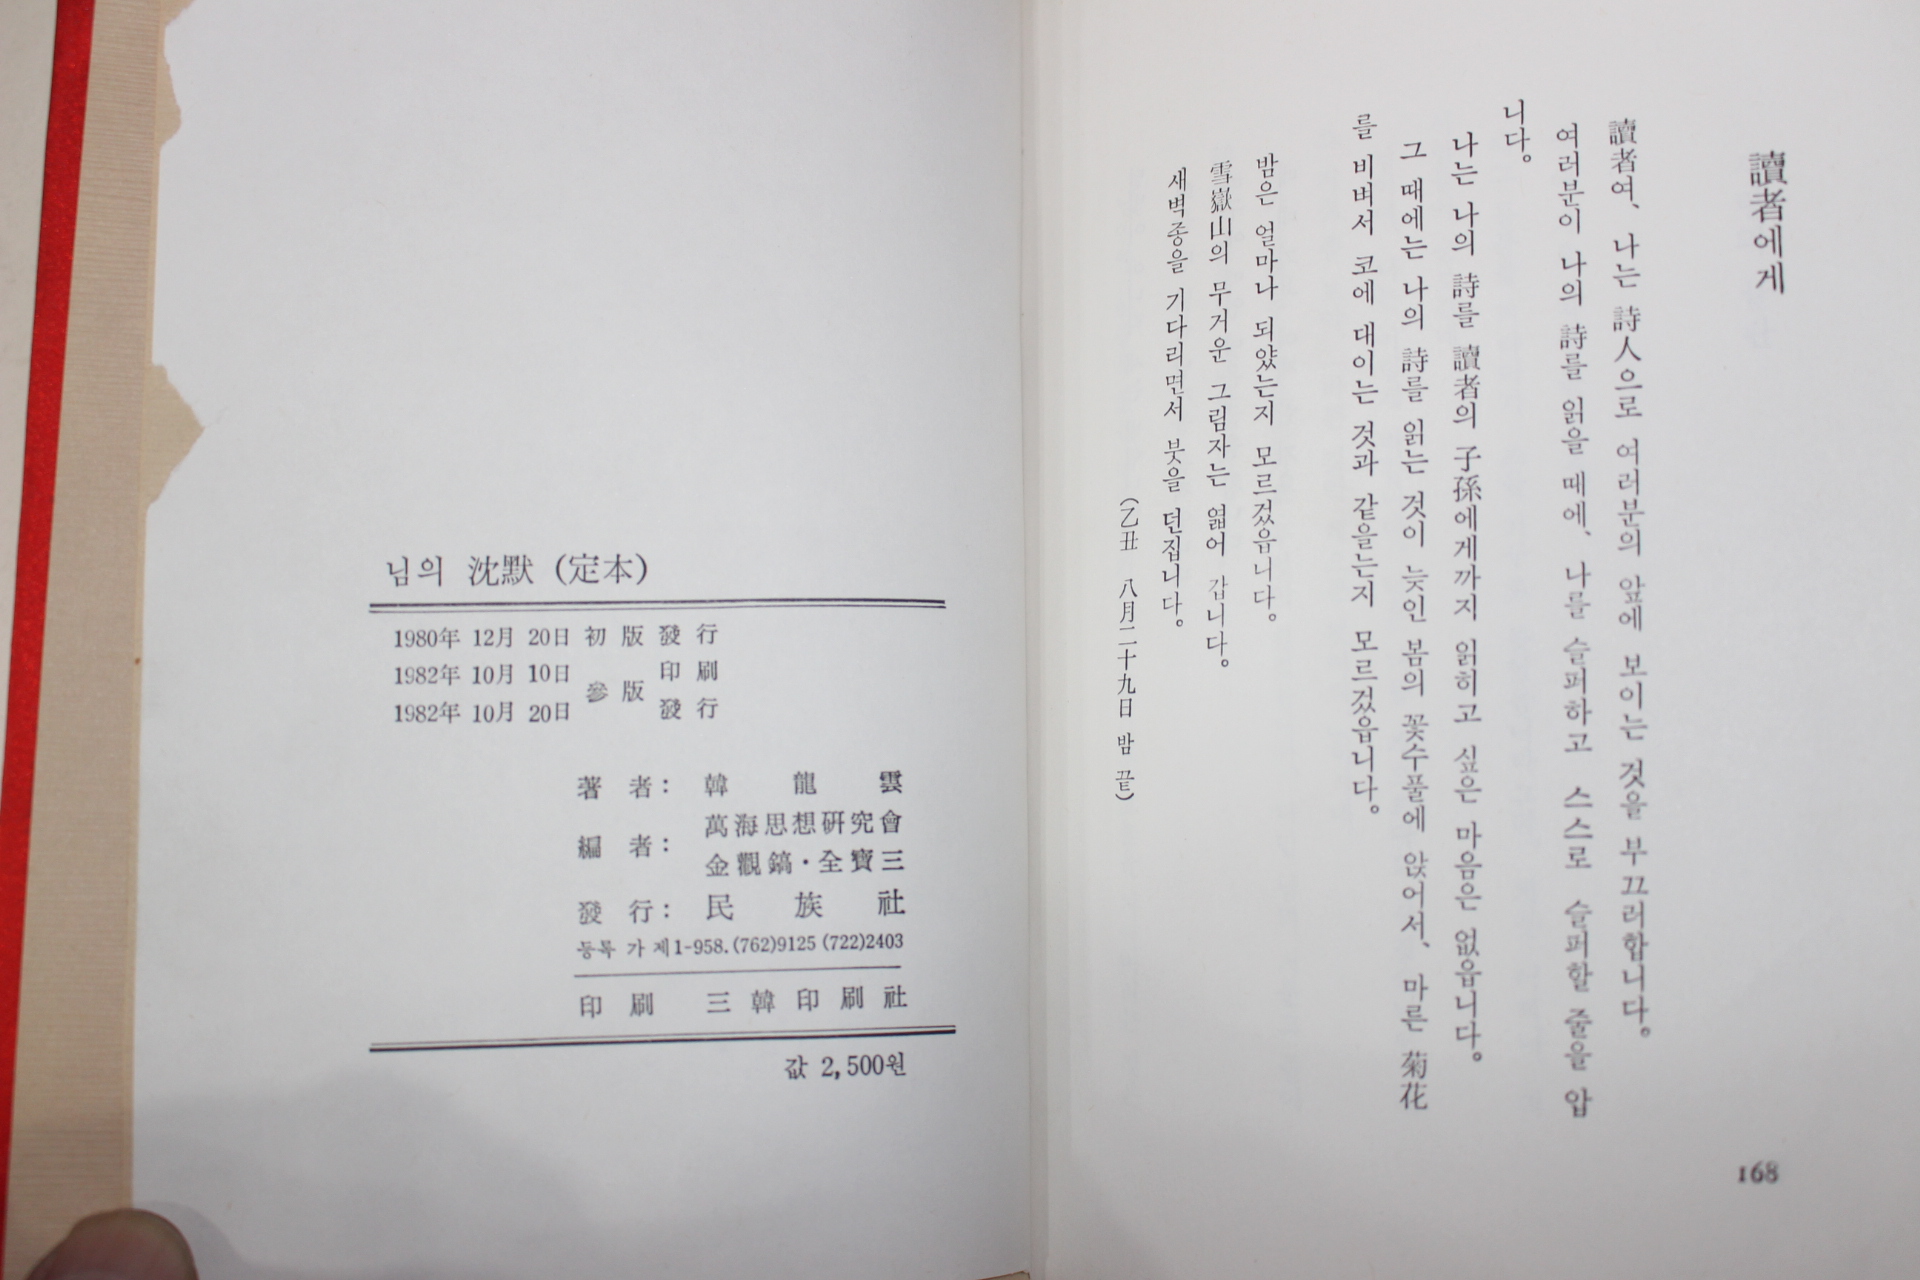 讀者에게
讀者여、나는 詩人으로 여러분의 앞에 보이는 것을 부끄러합니다。
여러분이 나의 詩를 읽을 때에、나를 슬퍼하고 스스로 슬퍼할 줄을 압
니다。
나는 나의 詩를 讀者의 子孫에게까지 읽히고 싶은 마음은 없읍니다。
그 때에는 나의 詩를 읽는 것이 늦인 봄의 꽃수풀에 앉어서、마른 菊花
를 비벼서 코에 대이는 것과 같을는지 모르겄읍니다。
밤은 얼마나 되얐는지 모르겄읍니다。
雪嶽山의 무거운 그림자는 엷어 갑니다。
새벽종을 기다리면서 붓을 던집니다。
(乙丑 八月二十九日 밤 끝)
168
님의 沈默 (定本)
1980年 12月 20日 初版發行
1982年 10月 10日 參版 印刷
1982年 10月 20日 發行
著者: 韓龍雲
編者: 萬海思想硏究會
金觀鎬・全寶三
發行: 民族社
등록 가 제1-958.(762)9125 (722)2403
印刷 三韓印刷社
값 2,500원